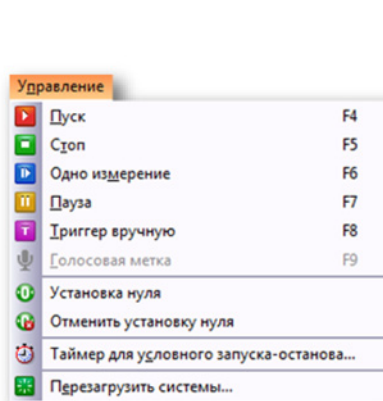 Управление
Пуск F4
Стоп F5
Одно измерение F6
Пауза F7
Триггер вручную F8
Голосовая метка F9
Установка нуля
Отменить установку нуля
Таймер для условного запуска-останова...
Перезагрузить системы...